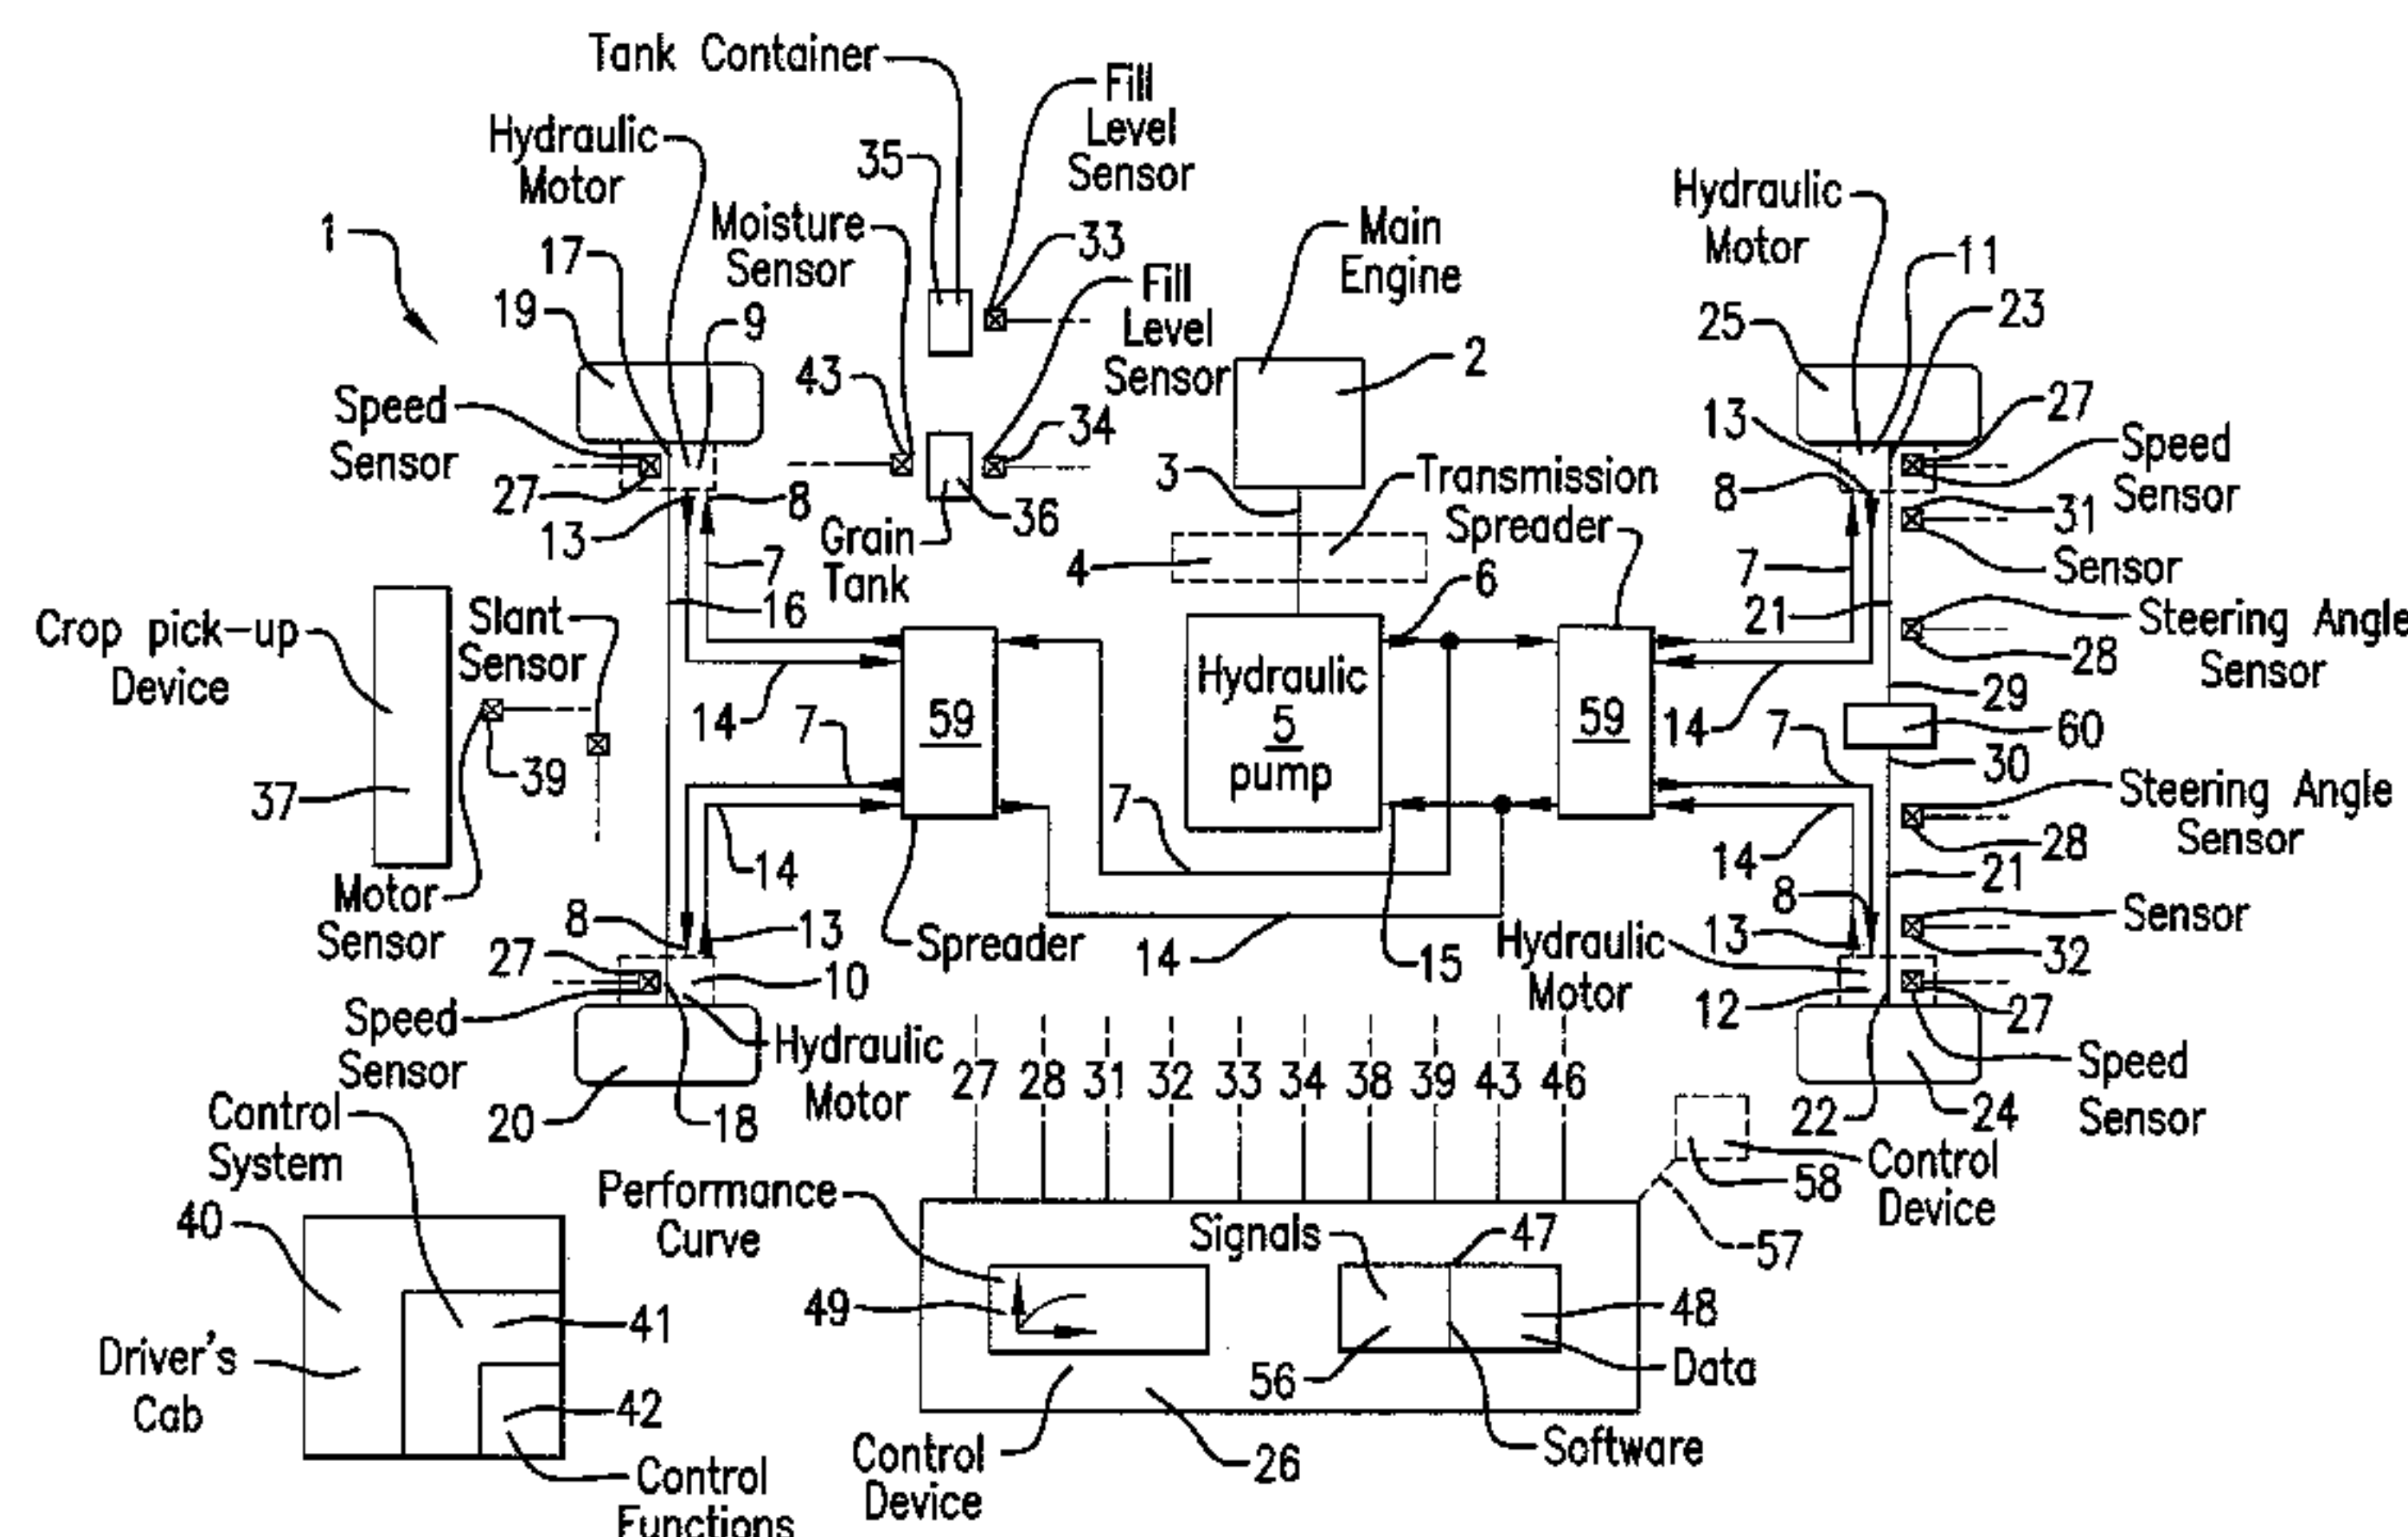 Tank Container
Fill
Level
Sensor
Hydraulic
Motor
35
Hydraulic
Motor
Moisture
Sensor
Main
Engine
1
17
33
11
Fill
Level
Sensor
19
9
25
23
2
43
Speed
Sensor
27
34
13
27
Speed
Sensor
3
Transmission
Spreader
8
8
31
13
36
Grain
Tank
4
7
6
7
Sensor
16
Crop pick-up
Device
Slant
Sensor
21
Steering Angle
Sensor
28
Hydraulic
5
pump
29
14
59
59
14
60
7
7
39
30
37
7
Steering Angle
Sensor
28
14
14
21
Motor
Sensor
8
8
13
Spreader
14
15
Hydraulic
Motor
13
Sensor
32
27
10
12
27
Speed
Sensor
Hydraulic
Motor
27 28 31 32 33 34 38 39 43 46
Speed
Sensor
20
18
22
24
Control
System
58
Control
Device
Performance
Curve
40
Signals
47
57
49
48
41
Driver's
Cab
56
Data
42
Control
Device
26
Software
Control
Functions